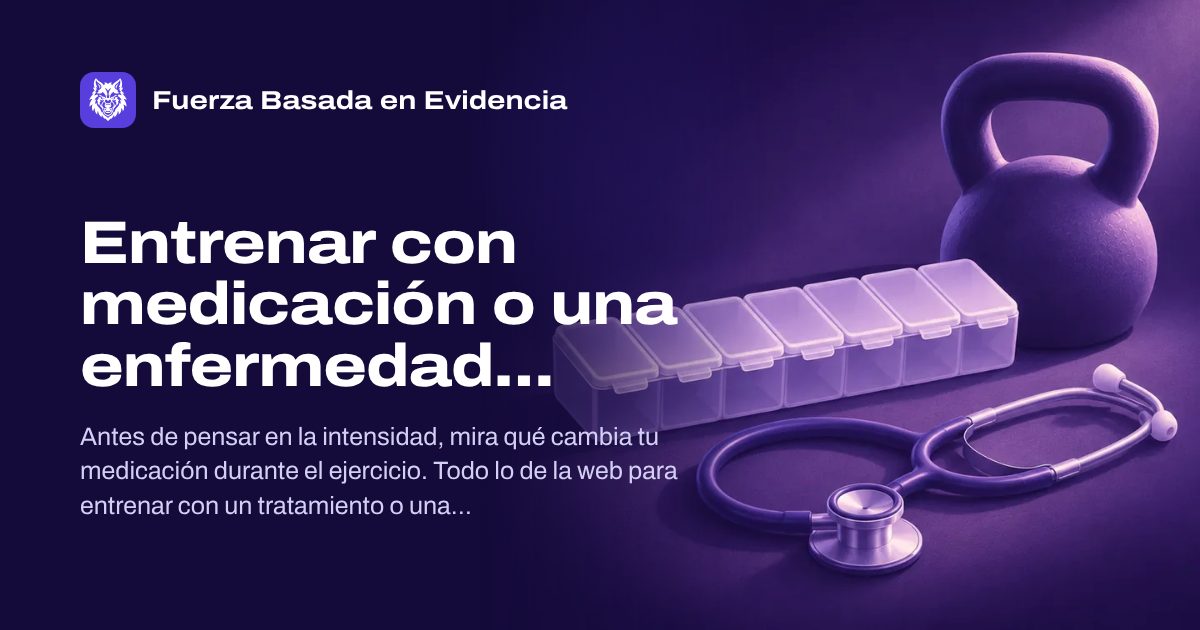 Fuerza Basada en Evidencia
Entrenar con
medicación o una
enfermedad...
Antes de pensar en la intensidad, mira qué cambia tu
medicación durante el ejercicio. Todo lo de la web para
entrenar con un tratamiento o una...